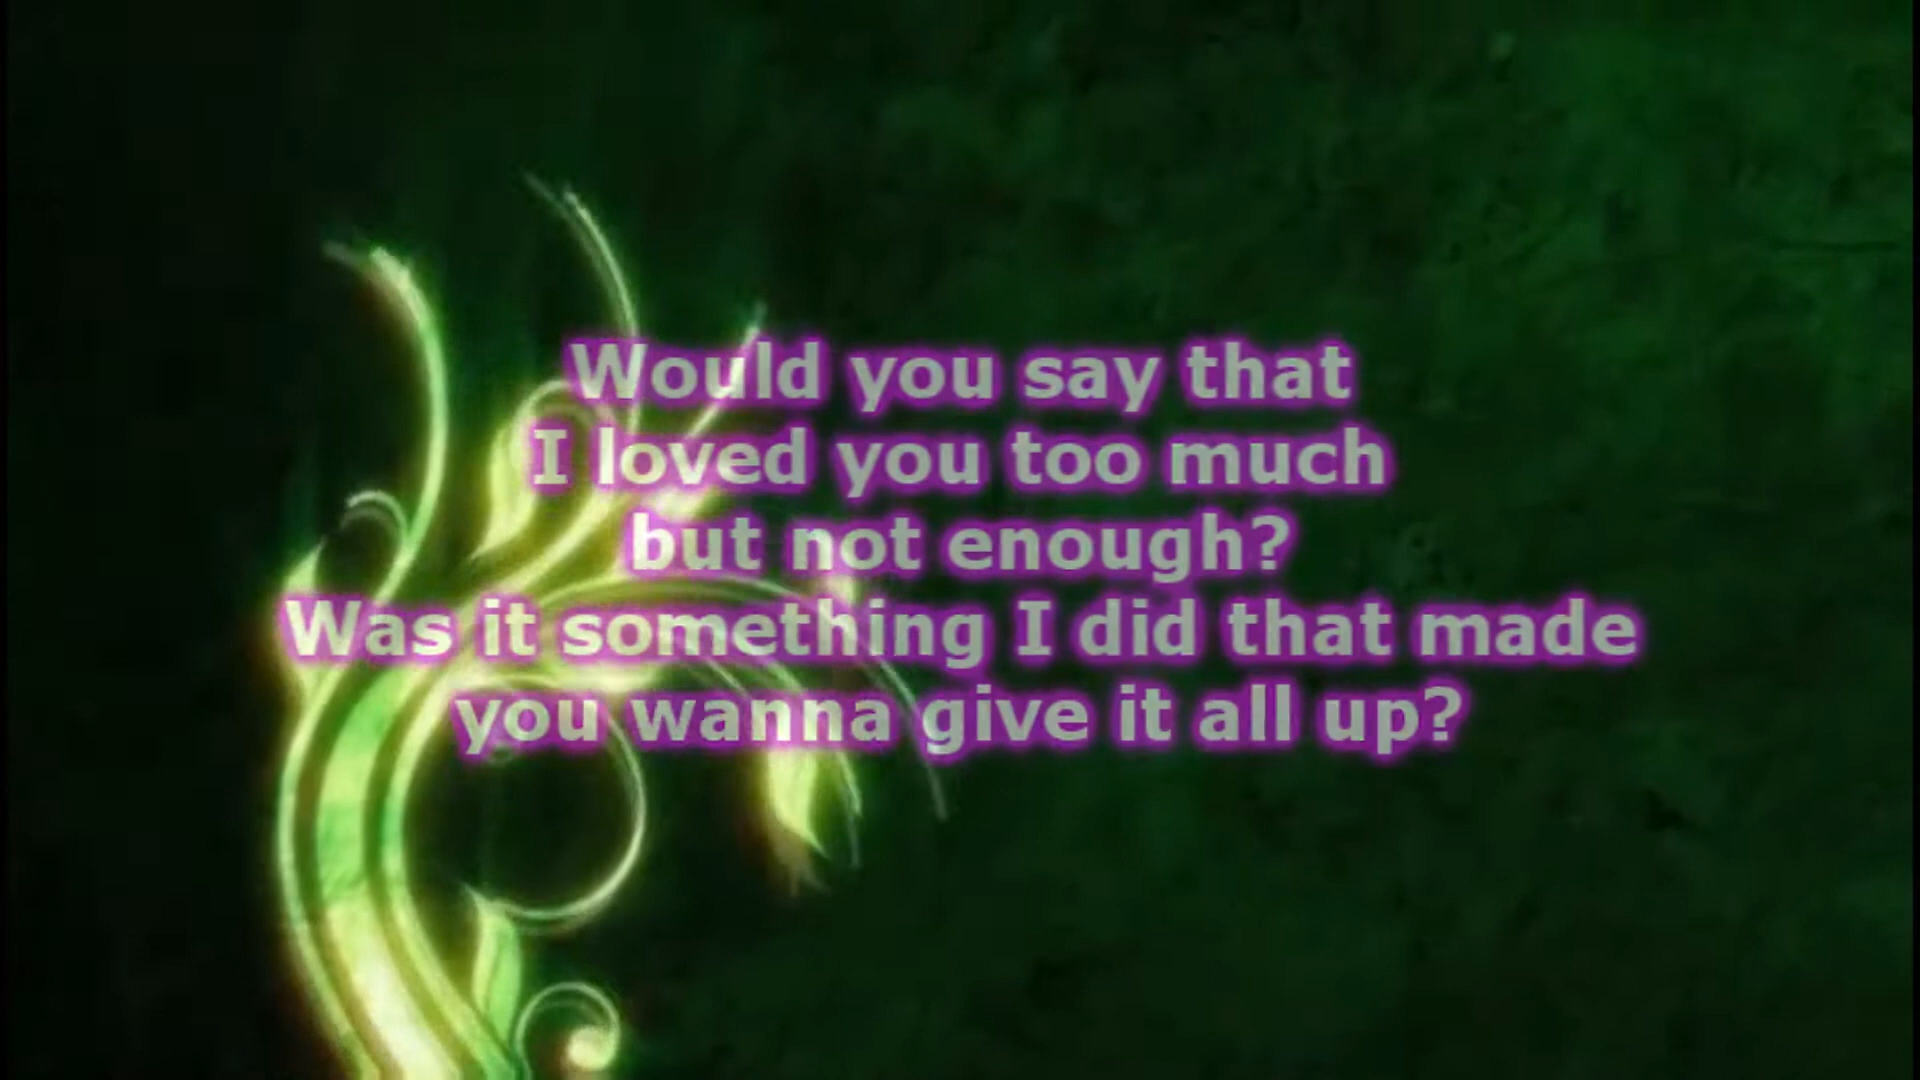 Would you say that
I loved you too much
but not enough?
Was it something I did that made
you wanna give it all up?